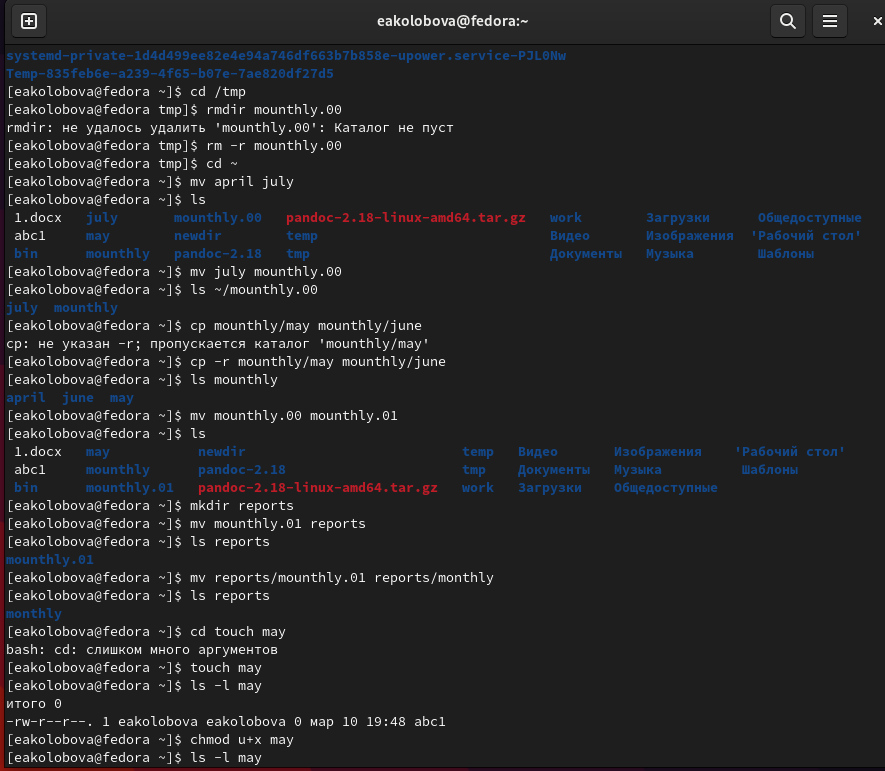 eakolobova@fedora:~
systemd-private-1d4d499ee82e4e94a746df663b7b858e-upower.service-PJL0Nw
Temp-835feb6e-a239-4f65-b07e-7ae820df27d5
[eakolobova@fedora ~]$ cd /tmp
[eakolobova@fedora tmp]$ rmdir mounthly.00
rmdir: не удалось удалить 'mounthly.00': Каталог не пуст
[eakolobova@fedora tmp]$ rm -r mounthly.00
[eakolobova@fedora tmp]$ cd ~
[eakolobova@fedora ~]$ mv april july
[eakolobova@fedora ~]$ ls
1.docx july mounthly.00 pandoc-2.18-linux-amd64.tar.gz work Загрузки Общедоступные
abc1 may newdir temp Видео Изображения 'Рабочий стол'
bin mounthly pandoc-2.18 tmp Документы Музыка Шаблоны
[eakolobova@fedora ~]$ mv july mounthly.00
[eakolobova@fedora ~]$ ls ~/mounthly.00
july mounthly
[eakolobova@fedora ~]$ cp mounthly/may mounthly/june
cp: не указан -r; пропускается каталог 'mounthly/may'
[eakolobova@fedora ~]$ cp -r mounthly/may mounthly/june
[eakolobova@fedora ~]$ ls mounthly
april june may
[eakolobova@fedora ~]$ mv mounthly.00 mounthly.01
[eakolobova@fedora ~]$ ls
1.docx may newdir temp Видео Изображения 'Рабочий стол'
abc1 mounthly pandoc-2.18 tmp Документы Музыка Шаблоны
bin mounthly.01 pandoc-2.18-linux-amd64.tar.gz work Загрузки Общедоступные
[eakolobova@fedora ~]$ mkdir reports
[eakolobova@fedora ~]$ mv mounthly.01 reports
[eakolobova@fedora ~]$ ls reports
mounthly.01
[eakolobova@fedora ~]$ mv reports/mounthly.01 reports/monthly
[eakolobova@fedora ~]$ ls reports
monthly
[eakolobova@fedora ~]$ cd touch may
bash: cd: слишком много аргументов
[eakolobova@fedora ~]$ touch may
[eakolobova@fedora ~]$ ls -l may
итого 0
-rw-r--r--. 1 eakolobova eakolobova 0 мар 10 19:48 abc1
[eakolobova@fedora ~]$ chmod u+x may
[eakolobova@fedora ~]$ ls -l may